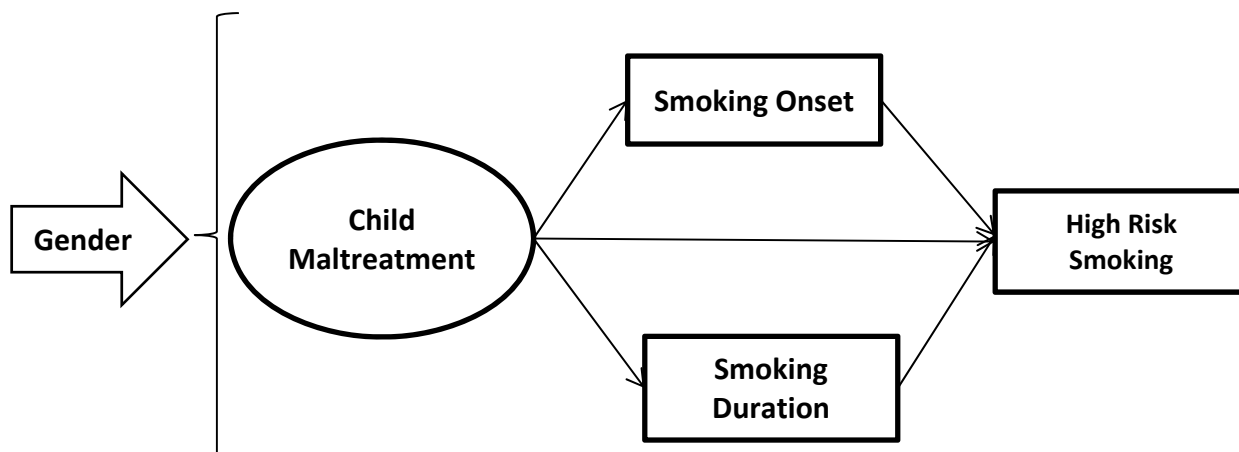 Gender
Child
Maltreatment
Smoking Onset
Smoking
Duration
High Risk
Smoking